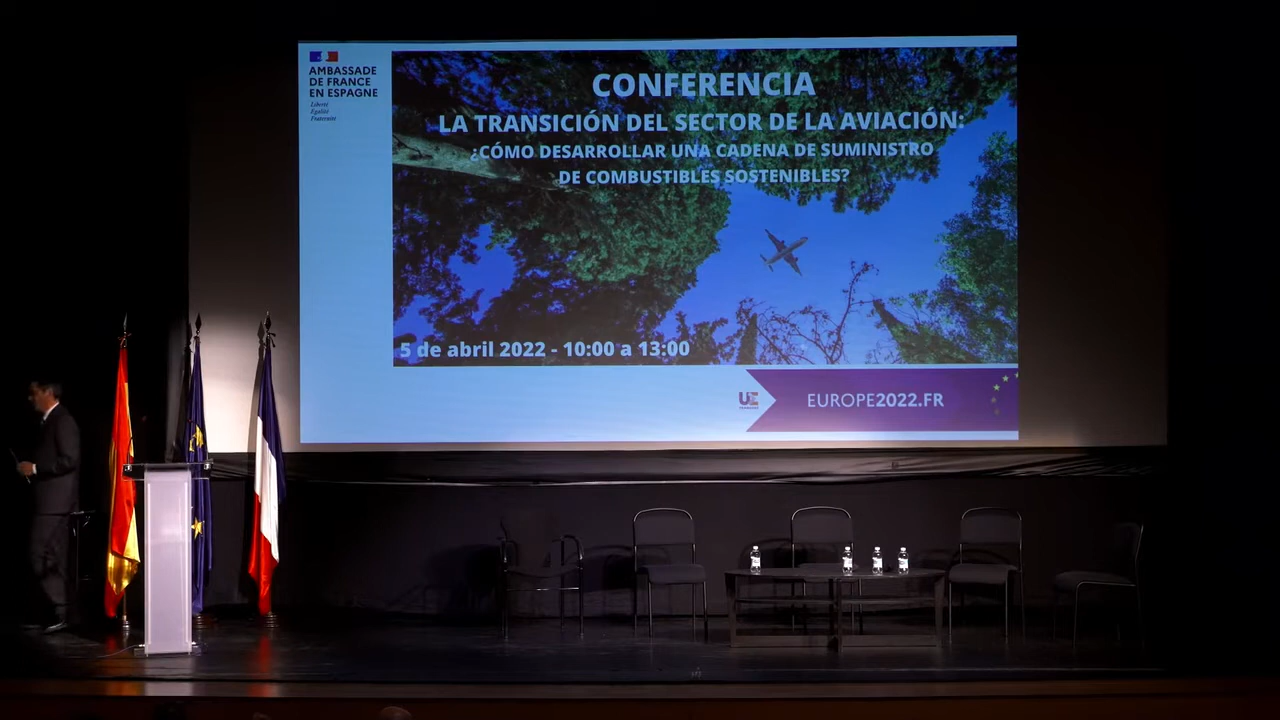 AMBASSADE
DE FRANCE
EN ESPAGNE
Liberté
Égalité
Fraternité
CONFERENCIA
LA TRANSICIÓN DEL SECTOR DE LA AVIACIÓN:
¿CÓMO DESARROLLAR UNA CADENA DE SUMINISTRO
DE COMBUSTIBLES SOSTENIBLES?
5 de abril 2022 - 10:00 a 13:00
UE
EUROPE2022.FR